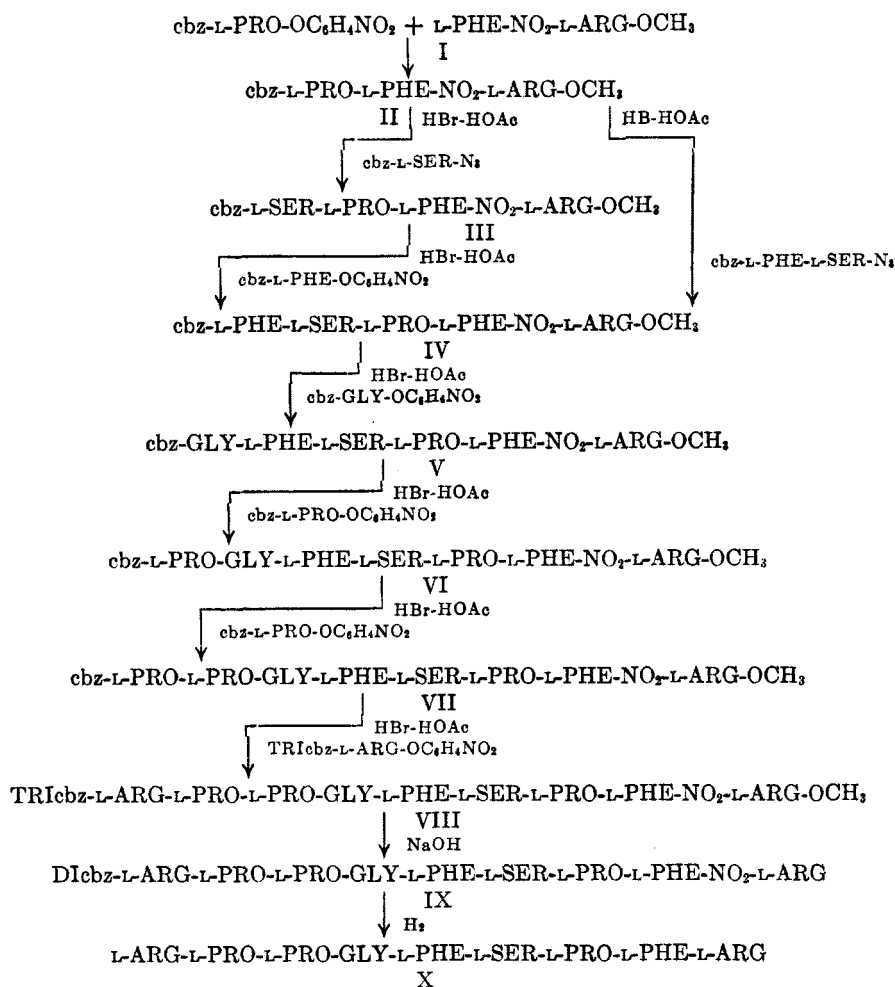 cbz-L-PRO-OC₆H₄NO₂ + L-PHE-NO₂-L-ARG-OCH₃
I
cbz-L-PRO-L-PHE-NO₂-L-ARG-OCH₃
II
HBr-HOAc
HB-HOAc
cbz-L-SER-N₃
cbz-L-SER-L-PRO-L-PHE-NO₂-L-ARG-OCH₃
III
HBr-HOAc
cbz-L-PHE-OC₆H₄NO₂
cbz-L-PHE-L-SER-N₃
cbz-L-PHE-L-SER-L-PRO-L-PHE-NO₂-L-ARG-OCH₃
IV
HBr-HOAc
cbz-GLY-OC₆H₄NO₂
cbz-GLY-L-PHE-L-SER-L-PRO-L-PHE-NO₂-L-ARG-OCH₃
V
HBr-HOAc
cbz-L-PRO-OC₆H₄NO₂
cbz-L-PRO-GLY-L-PHE-L-SER-L-PRO-L-PHE-NO₂-L-ARG-OCH₃
VI
HBr-HOAc
cbz-L-PRO-OC₆H₄NO₂
cbz-L-PRO-L-PRO-GLY-L-PHE-L-SER-L-PRO-L-PHE-NO₂-L-ARG-OCH₃
VII
HBr-HOAc
TRIcbz-L-ARG-OC₆H₄NO₂
TRIcbz-L-ARG-L-PRO-L-PRO-GLY-L-PHE-L-SER-L-PRO-L-PHE-NO₂-L-ARG-OCH₃
VIII
NaOH
DIcbz-L-ARG-L-PRO-L-PRO-GLY-L-PHE-L-SER-L-PRO-L-PHE-NO₂-L-ARG
IX
H₂
L-ARG-L-PRO-L-PRO-GLY-L-PHE-L-SER-L-PRO-L-PHE-L-ARG
X